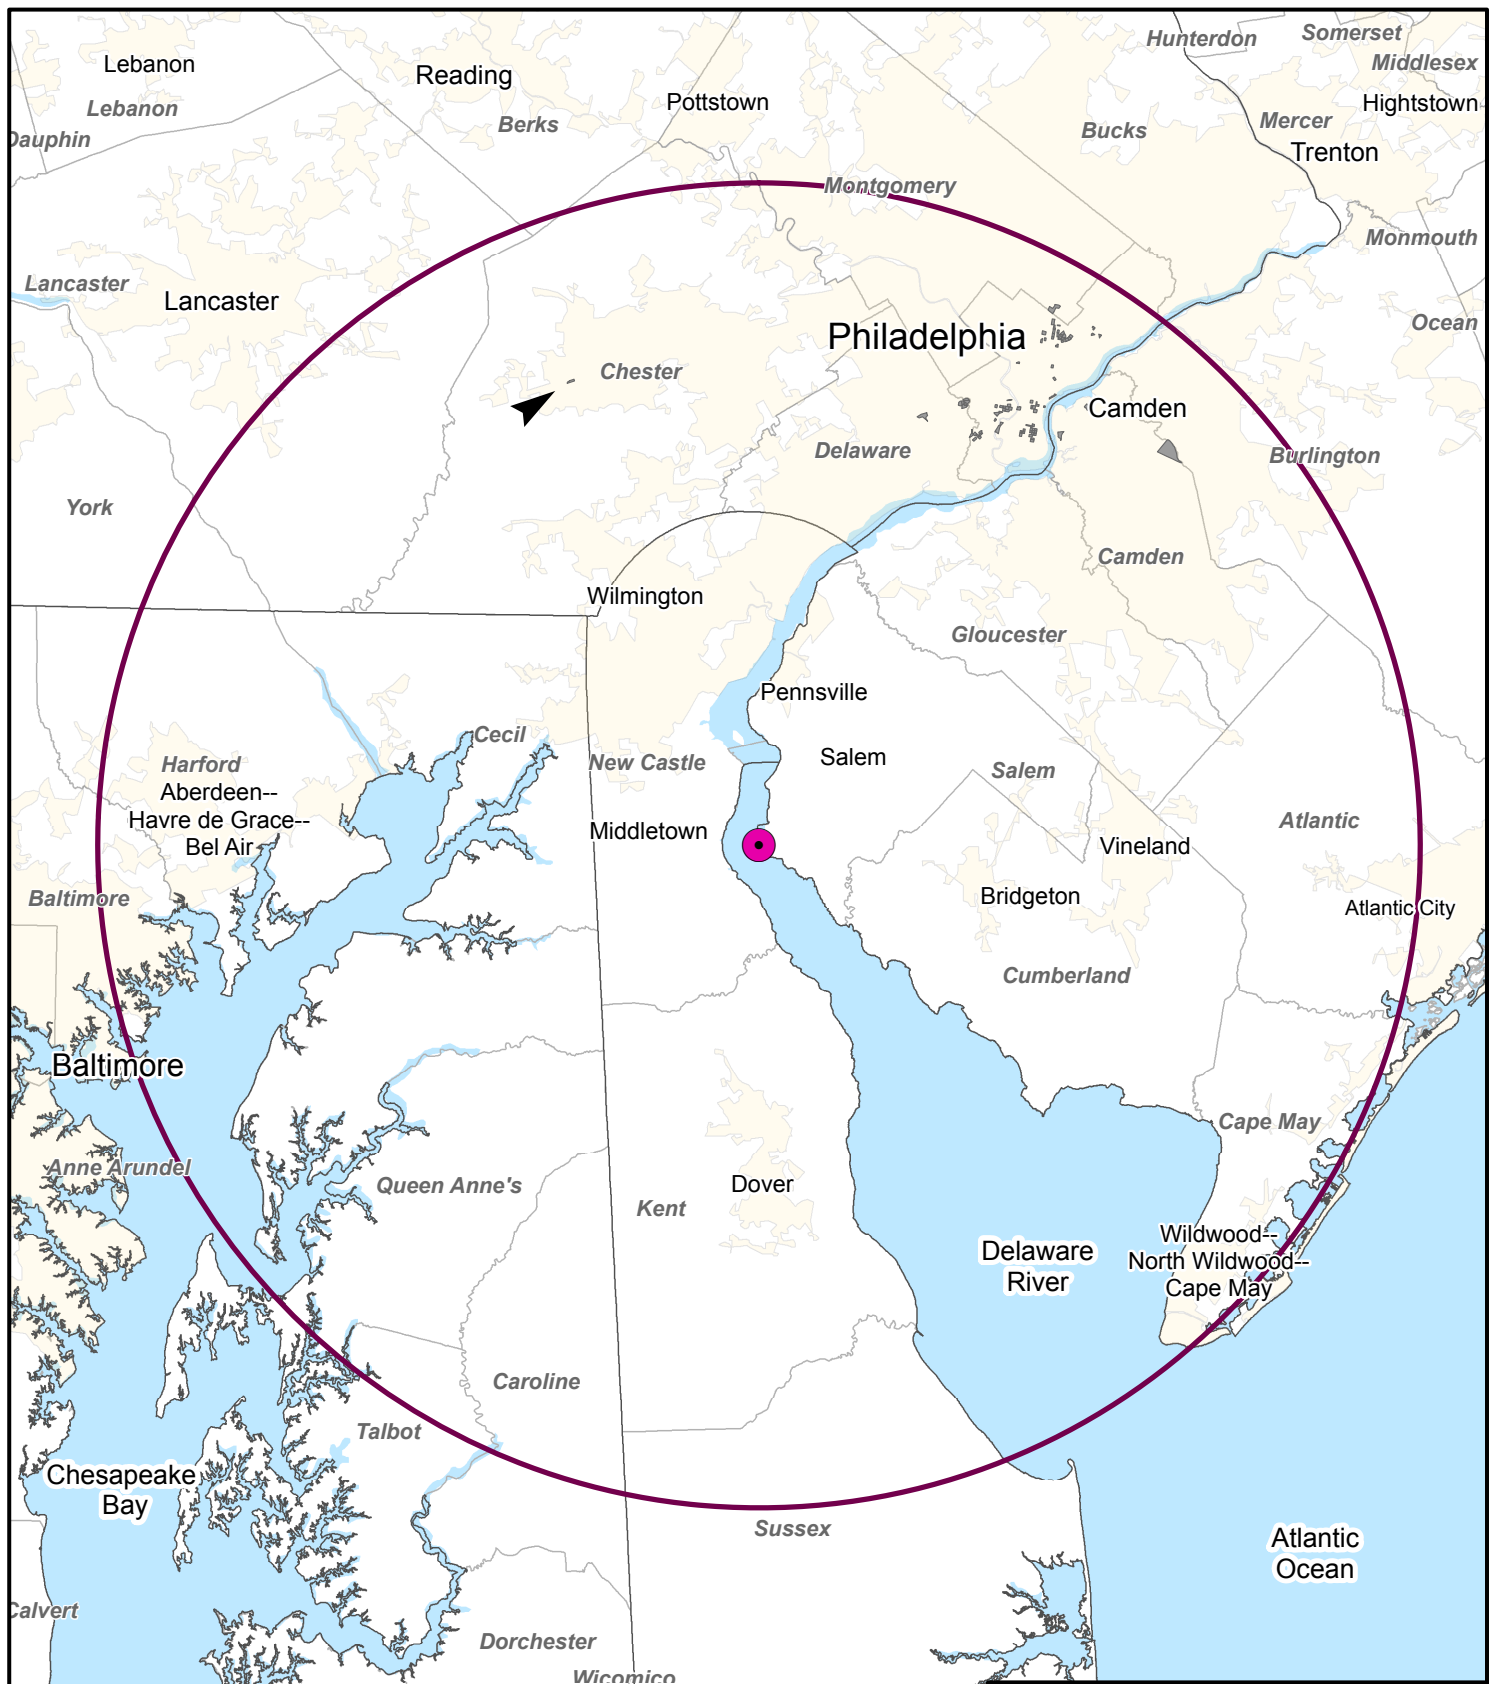 Hunterdon
Somerset
Lebanon
Reading
Middlesex
Pottstown
Hightstown
Lebanon
Berks
Bucks
Mercer
Dauphin
Trenton
Montgomery
Monmouth
Lancaster
Lancaster
Ocean
Philadelphia
Chester
Camden
Delaware
Burlington
York
Camden
Wilmington
Gloucester
Pennsville
Cecil
New Castle
Salem
Salem
Harford
Aberdeen--
Havre de Grace--
Bel Air
Middletown
Atlantic
Vineland
Baltimore
Bridgeton
Atlantic City
Cumberland
Baltimore
Cape May
Anne Arundel
Queen Anne's
Dover
Kent
Delaware
River
Wildwood--
North Wildwood--
Cape May
Caroline
Talbot
Chesapeake
Bay
Sussex
Atlantic
Ocean
Calvert
Dorchester
Wicomico